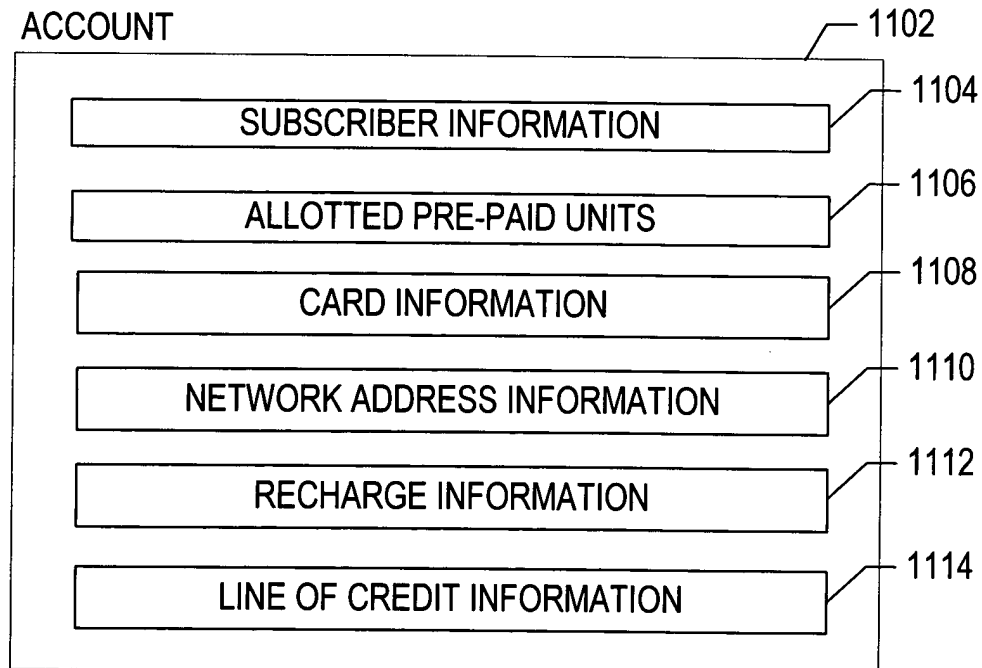 ACCOUNT
1102
SUBSCRIBER INFORMATION
1104
ALLOTTED PRE-PAID UNITS
1106
CARD INFORMATION
1108
NETWORK ADDRESS INFORMATION
1110
RECHARGE INFORMATION
1112
LINE OF CREDIT INFORMATION
1114